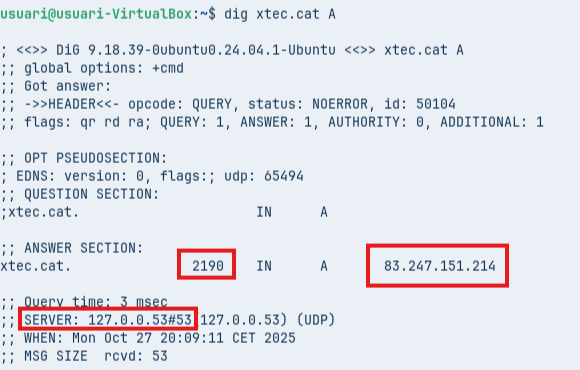 usuari@usuari-VirtualBox:~$ dig xtec.cat A
; <<>> DiG 9.18.39-0ubuntu0.24.04.1-Ubuntu <<>> xtec.cat A
;; global options: +cmd
;; Got answer:
;; ->>HEADER<<- opcode: QUERY, status: NOERROR, id: 50104
;; flags: qr rd ra; QUERY: 1, ANSWER: 1, AUTHORITY: 0, ADDITIONAL: 1
;; OPT PSEUDOSECTION:
; EDNS: version: 0, flags:; udp: 65494
;; QUESTION SECTION:
;xtec.cat. IN A
;; ANSWER SECTION:
xtec.cat. 2190 IN A 83.247.151.214
;; Query time: 3 msec
;; SERVER: 127.0.0.53#53(127.0.0.53) (UDP)
;; WHEN: Mon Oct 27 20:09:11 CET 2025
;; MSG SIZE rcvd: 53